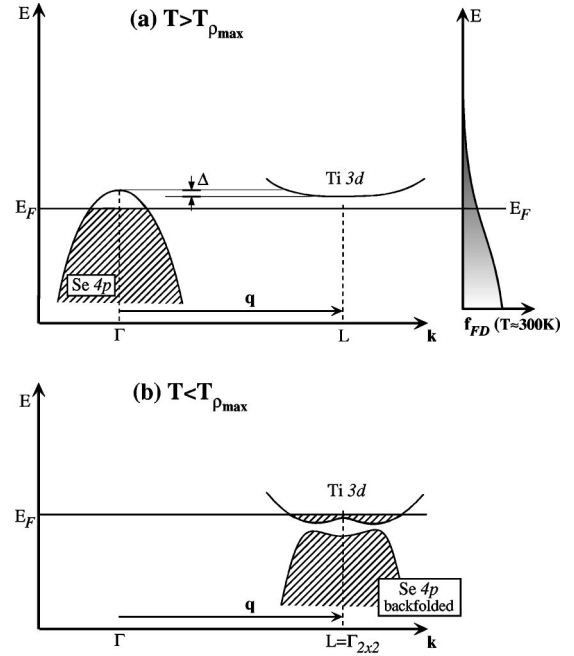 (a) T>Tρmax
E
E
Δ
Ti 3d
EF
EF
Se 4p
q
Γ
L
k
fFD (T≈300K)
(b) T<Tρmax
E
Ti 3d
EF
Se 4p
backfolded
q
Γ
L=Γ2x2
k